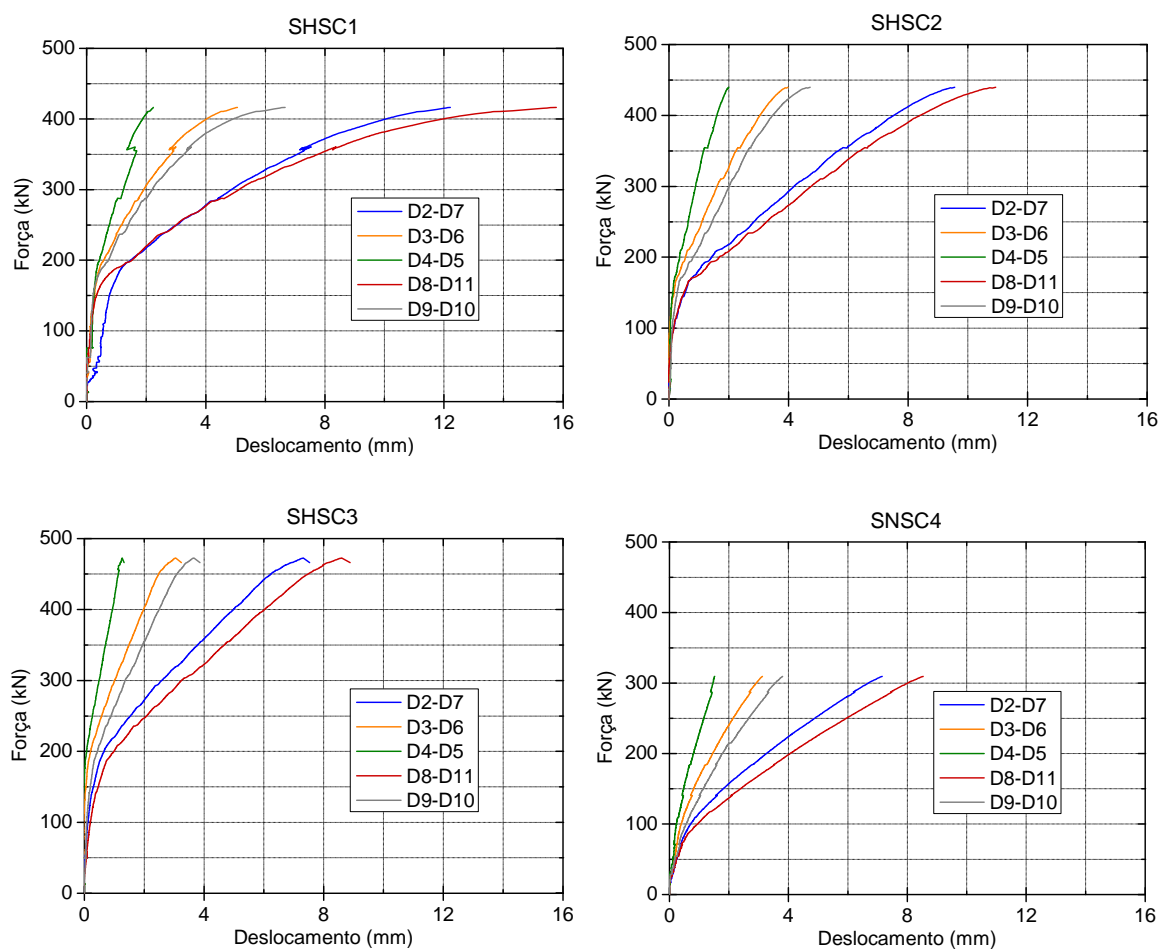 SHSC1
500
400
300
200
100
0
Força (kN)
0 4 8 12 16
Deslocamento (mm)
D2-D7
D3-D6
D4-D5
D8-D11
D9-D10
SHSC2
500
400
300
200
100
0
Força (kN)
0 4 8 12 16
Deslocamento (mm)
D2-D7
D3-D6
D4-D5
D8-D11
D9-D10
SHSC3
500
400
300
200
100
0
Força (kN)
0 4 8 12 16
Deslocamento (mm)
D2-D7
D3-D6
D4-D5
D8-D11
D9-D10
SNSC4
500
400
300
200
100
0
Força (kN)
0 4 8 12 16
Deslocamento (mm)
D2-D7
D3-D6
D4-D5
D8-D11
D9-D10